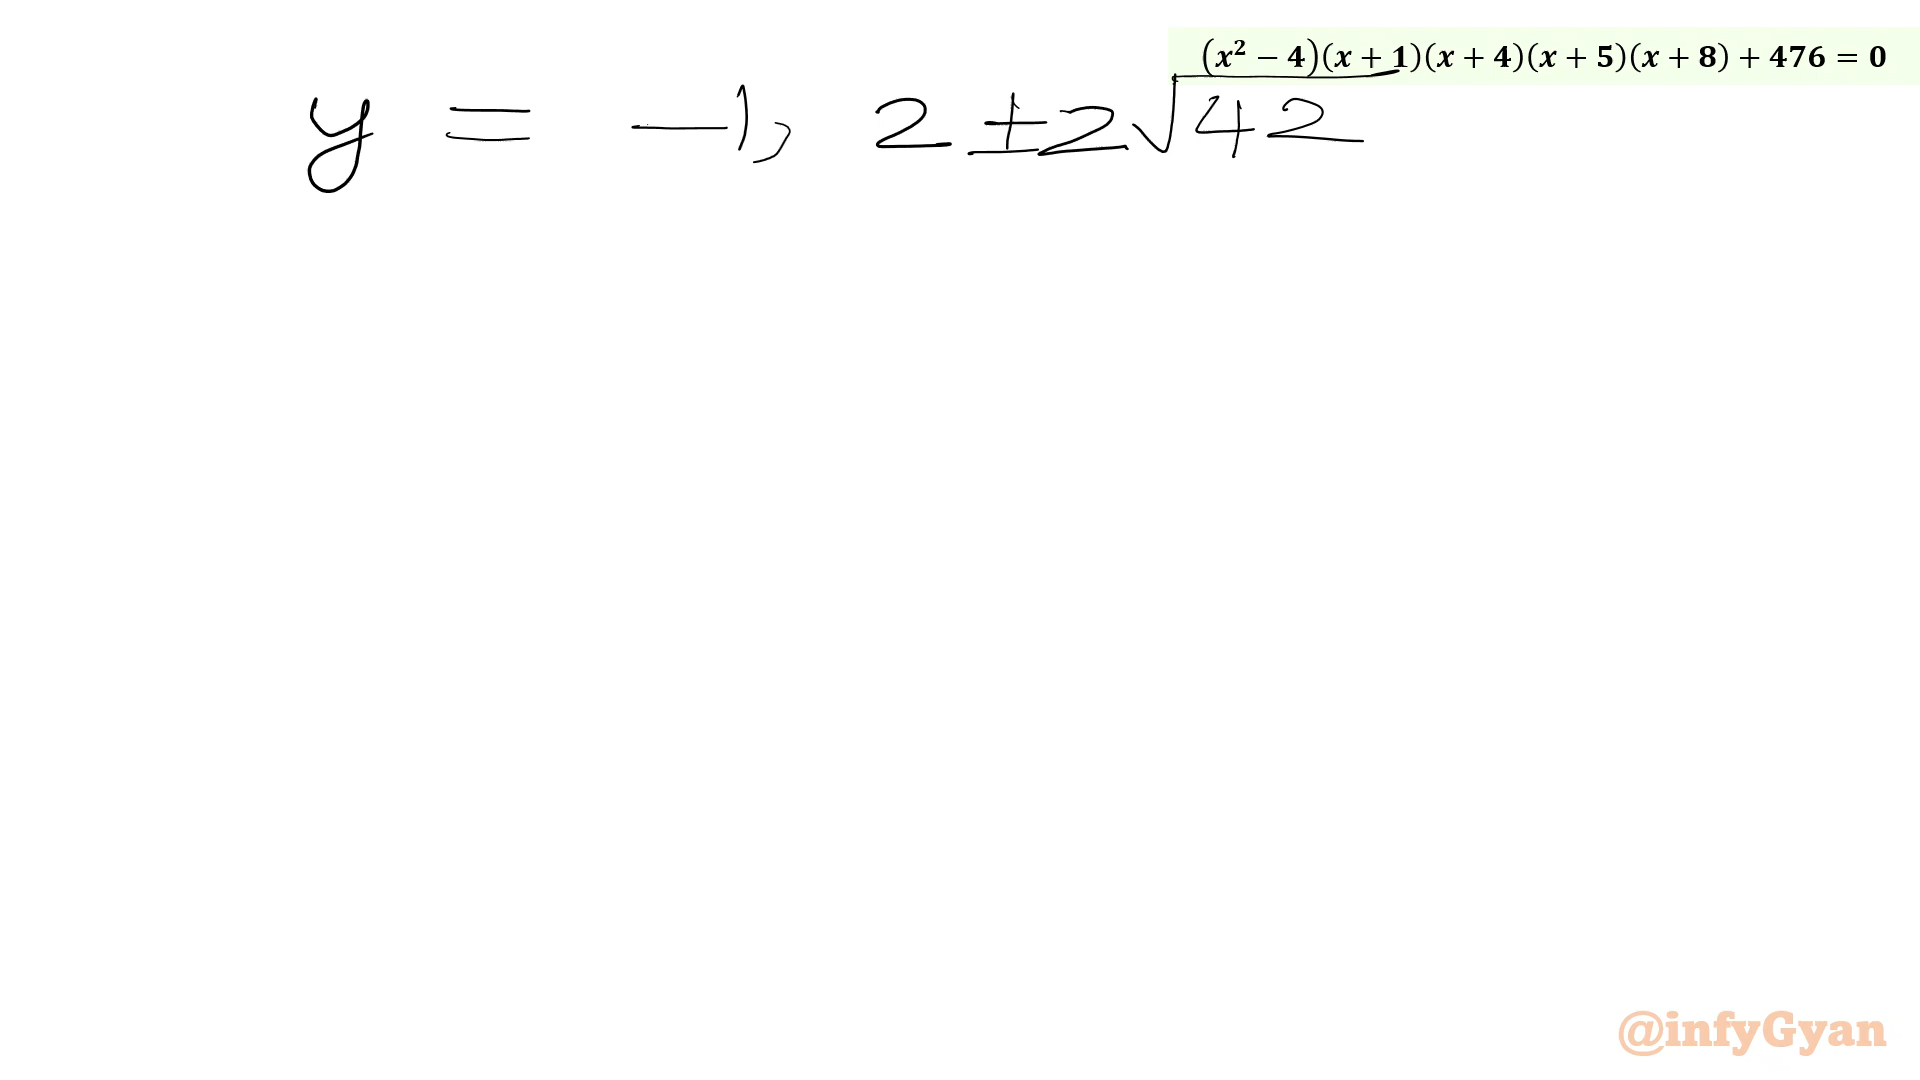 (x² − 4)(x + 1)(x + 4)(x + 5)(x + 8) + 476 = 0
y = −1, 2 ± 2√42
@infyGyan